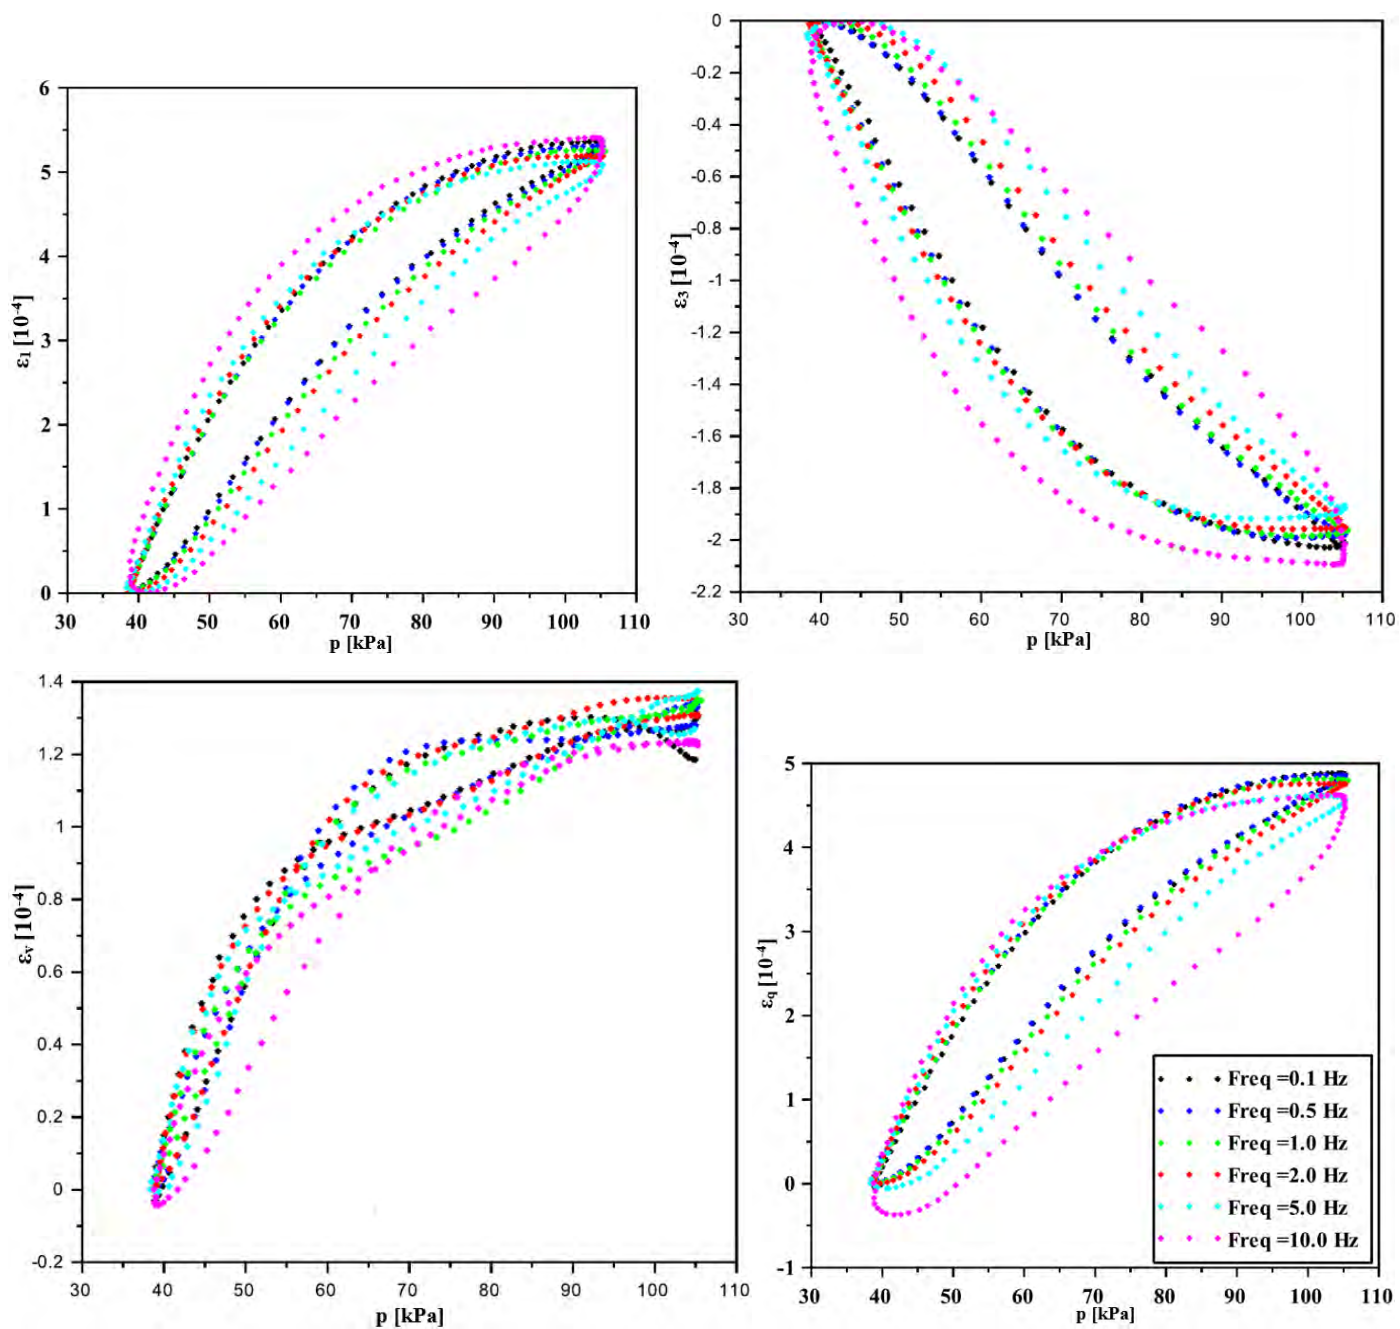 6
5
4
3
2
1
0
30 40 50 60 70 80 90 100 110
p [kPa]
ε₁ [10⁻⁴]
0
-0.2
-0.4
-0.6
-0.8
-1
-1.2
-1.4
-1.6
-1.8
-2
-2.2
30 40 50 60 70 80 90 100 110
p [kPa]
ε₃ [10⁻⁴]
1.4
1.2
1
0.8
0.6
0.4
0.2
0
-0.2
30 40 50 60 70 80 90 100 110
p [kPa]
εᵥ [10⁻⁴]
5
4
3
2
1
0
-1
30 40 50 60 70 80 90 100 110
p [kPa]
ε_q [10⁻⁴]
Freq =0.1 Hz
Freq =0.5 Hz
Freq =1.0 Hz
Freq =2.0 Hz
Freq =5.0 Hz
Freq =10.0 Hz